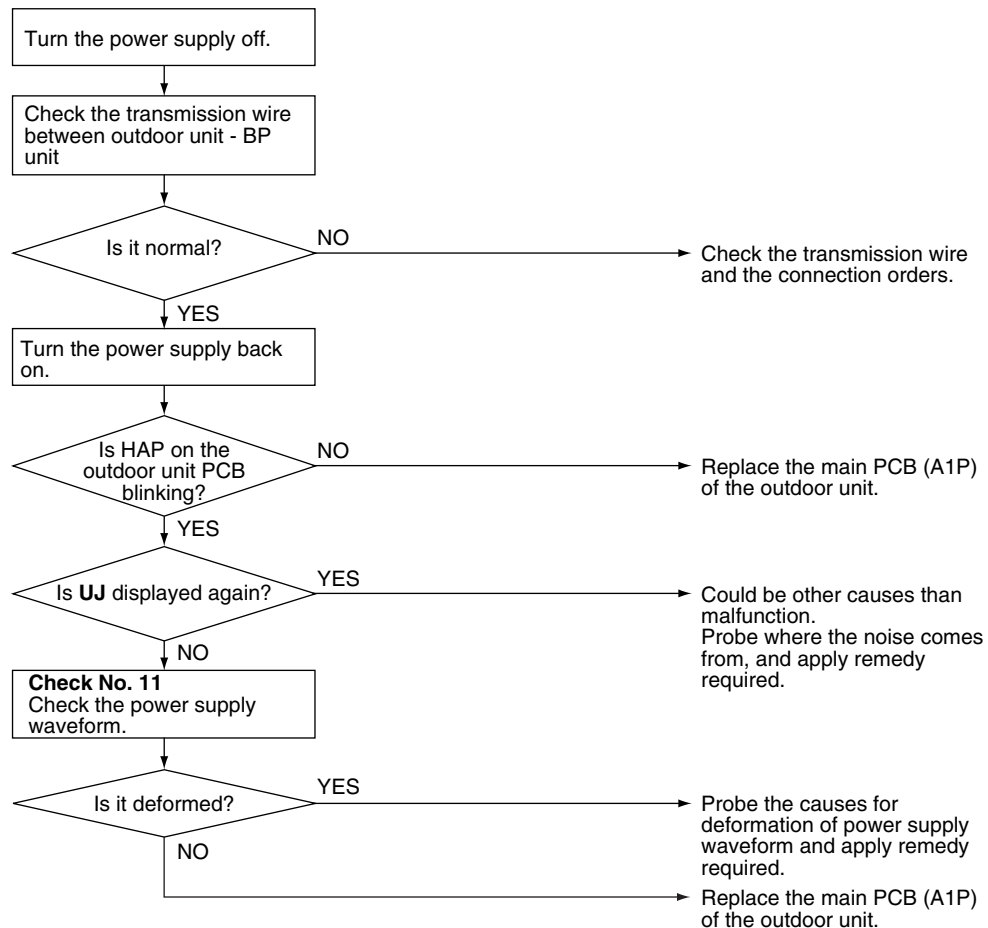 Turn the power supply off.
Check the transmission wire
between outdoor unit - BP
unit
Is it normal?
NO
Check the transmission wire
and the connection orders.
YES
Turn the power supply back
on.
Is HAP on the
outdoor unit PCB
blinking?
NO
Replace the main PCB (A1P)
of the outdoor unit.
YES
Is UJ displayed again?
YES
Could be other causes than
malfunction.
Probe where the noise comes
from, and apply remedy
required.
NO
Check No. 11
Check the power supply
waveform.
Is it deformed?
YES
Probe the causes for
deformation of power supply
waveform and apply remedy
required.
NO
Replace the main PCB (A1P)
of the outdoor unit.